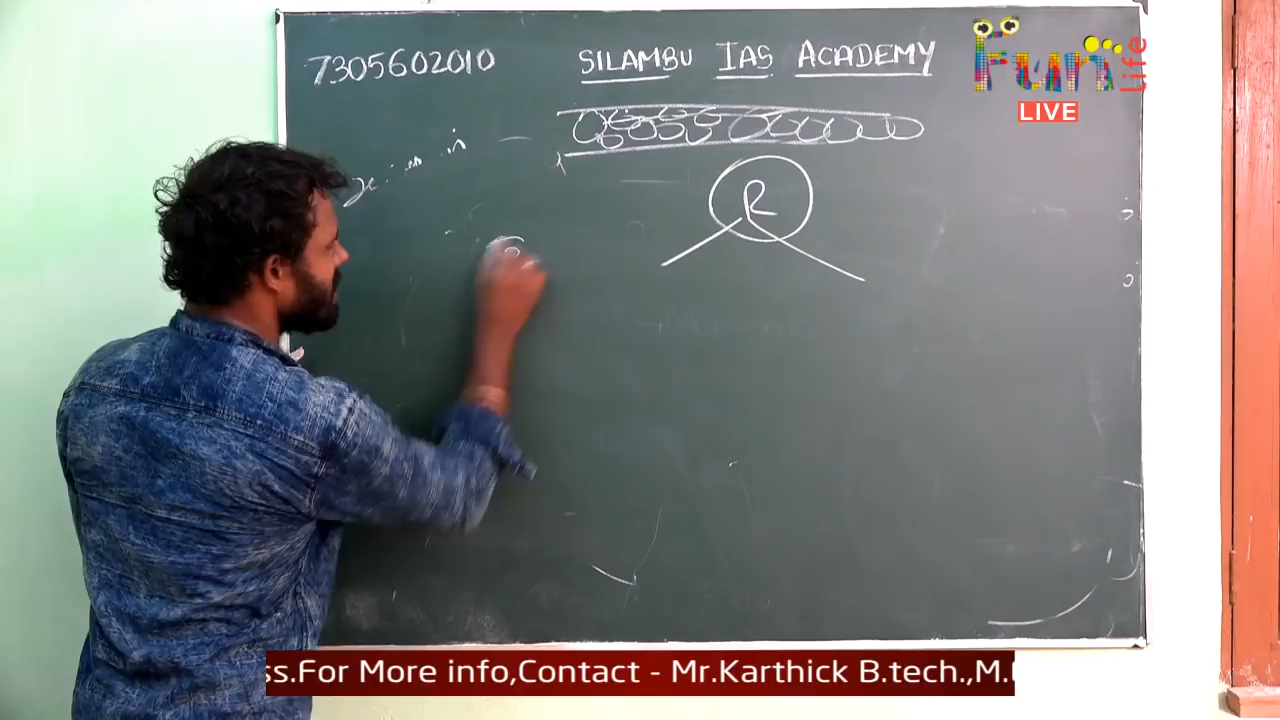 7305602010 SILAMBU IAS ACADEMY
Fun Life
LIVE
R
ss.For More info,Contact - Mr.Karthick B.tech.,M.